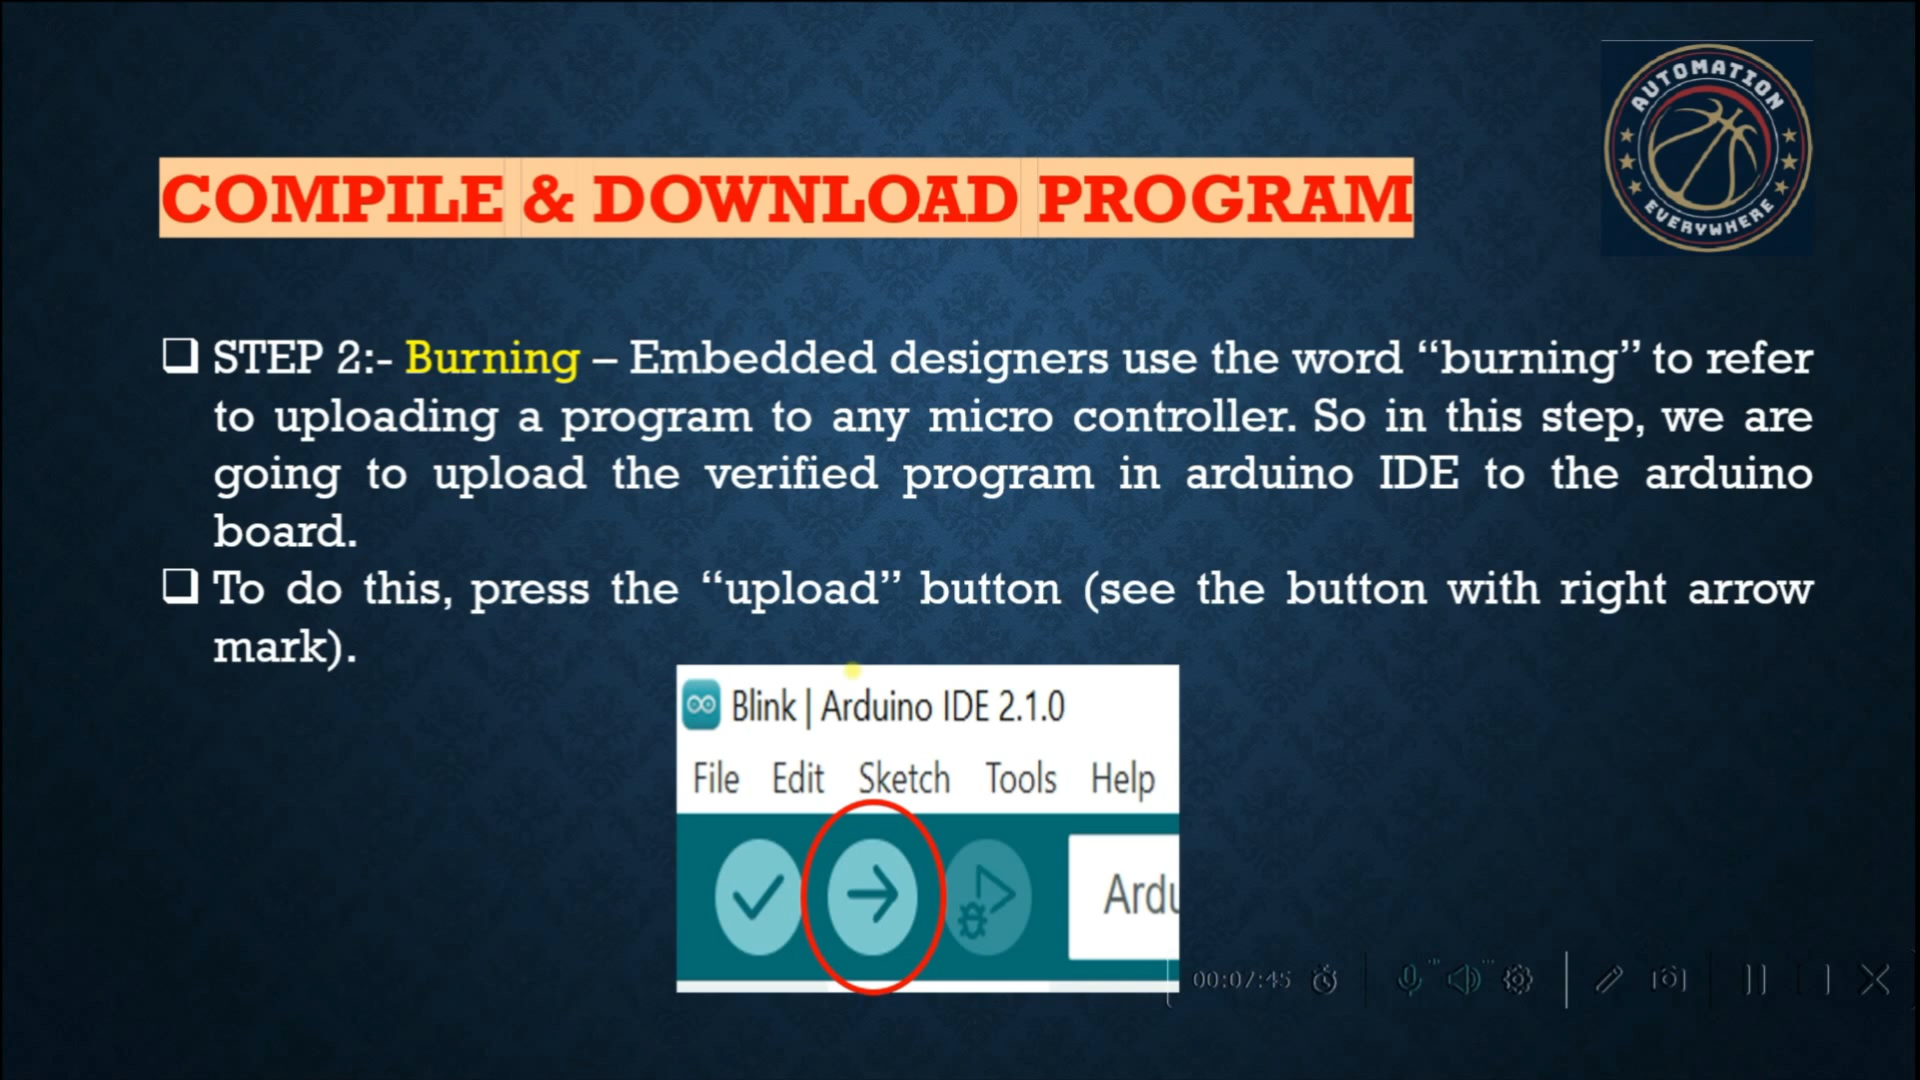 AUTOMATION
EVERYWHERE
COMPILE & DOWNLOAD PROGRAM
❑ STEP 2:- Burning – Embedded designers use the word “burning” to refer
to uploading a program to any micro controller. So in this step, we are
going to upload the verified program in arduino IDE to the arduino
board.
❑ To do this, press the “upload” button (see the button with right arrow
mark).
Blink | Arduino IDE 2.1.0
File Edit Sketch Tools Help
Ardu
00:07:45